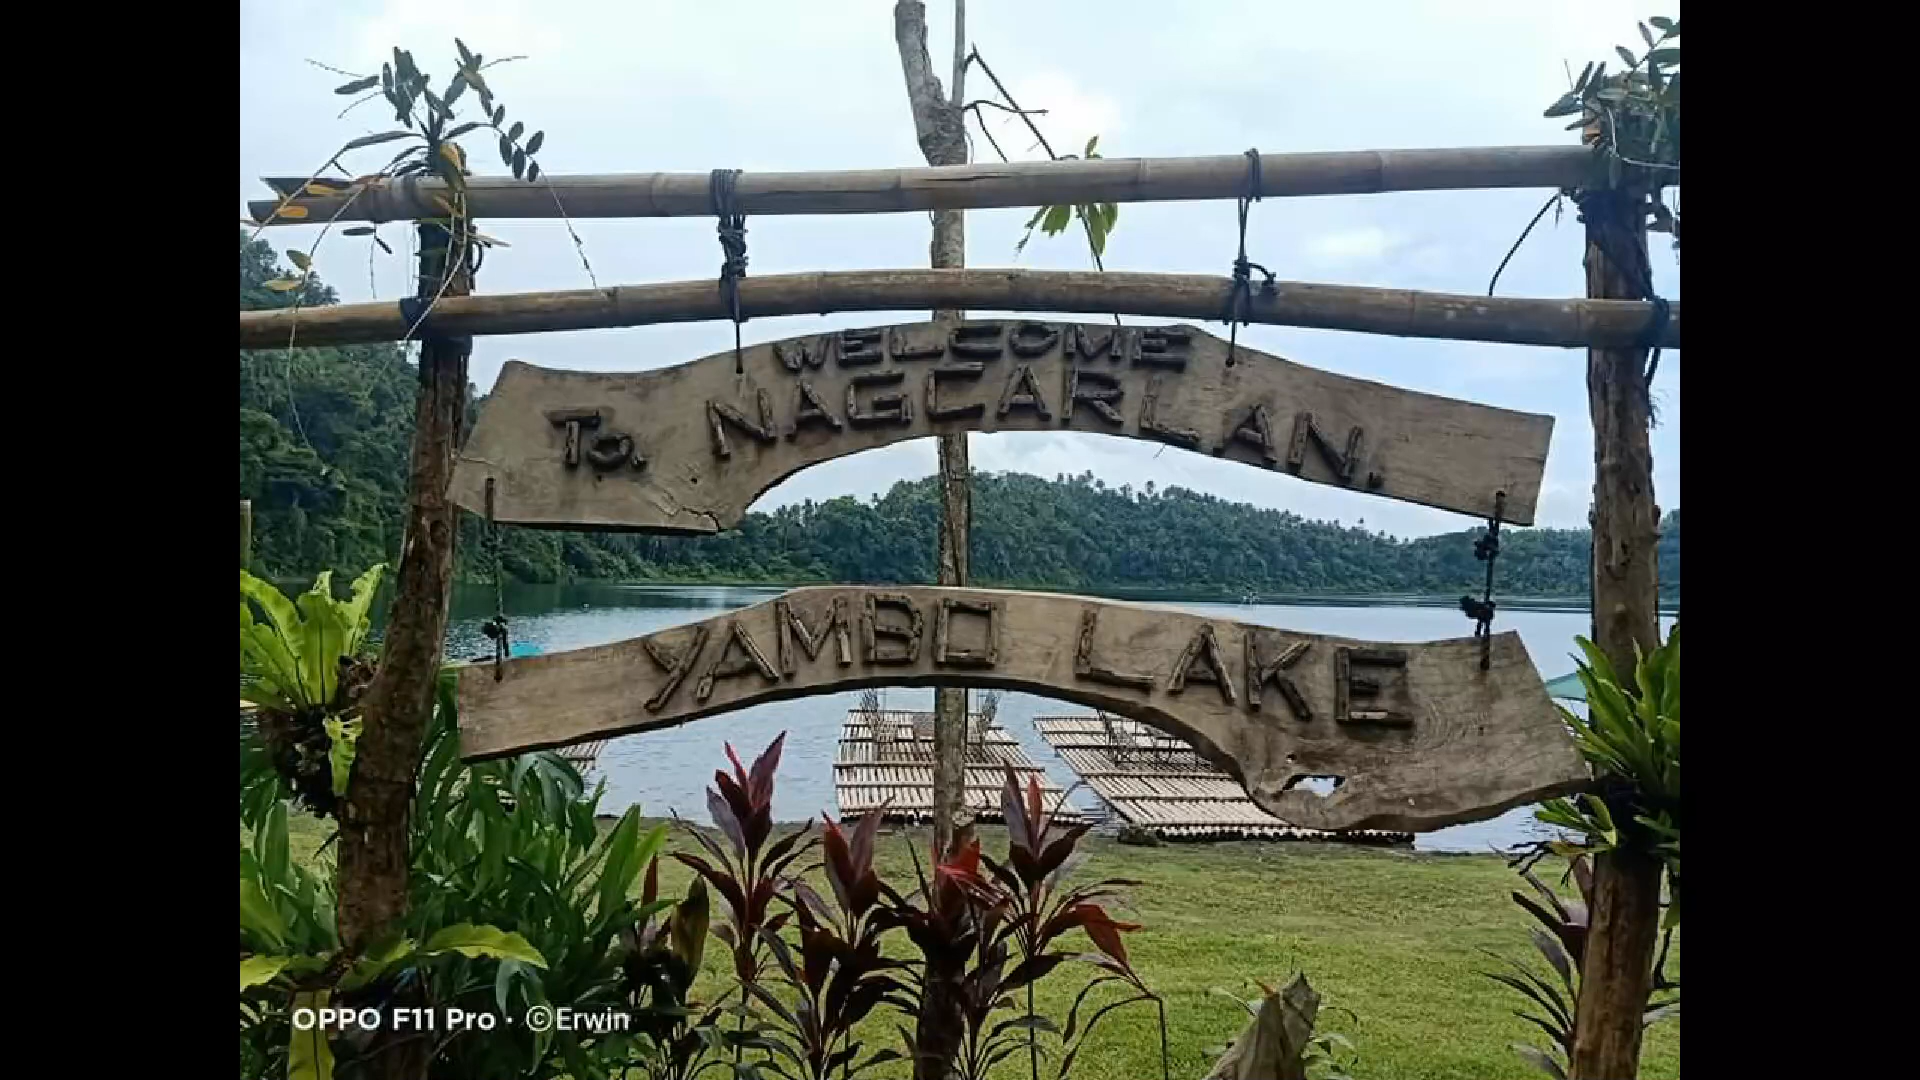 WELCOME
To. NAGCARLAN.
YAMBO LAKE
OPPO F11 Pro · ©Erwin